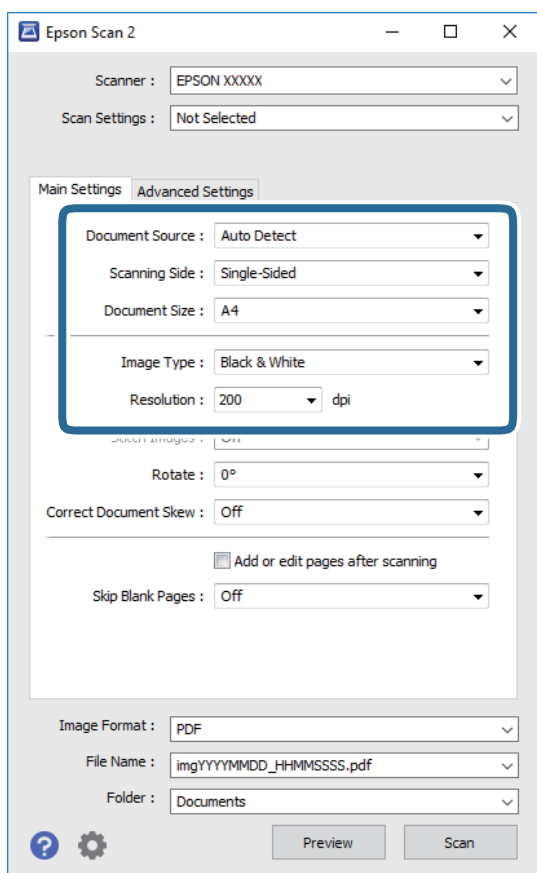 Epson Scan 2
Scanner : EPSON XXXXX
Scan Settings : Not Selected
Main Settings Advanced Settings
Document Source : Auto Detect
Scanning Side : Single-Sided
Document Size : A4
Image Type : Black & White
Resolution : 200 dpi
Stitch Images : Off
Rotate : 0°
Correct Document Skew : Off
Add or edit pages after scanning
Skip Blank Pages : Off
Image Format : PDF
File Name : imgYYYYMMDD_HHMMSSSS.pdf
Folder : Documents
? Preview Scan